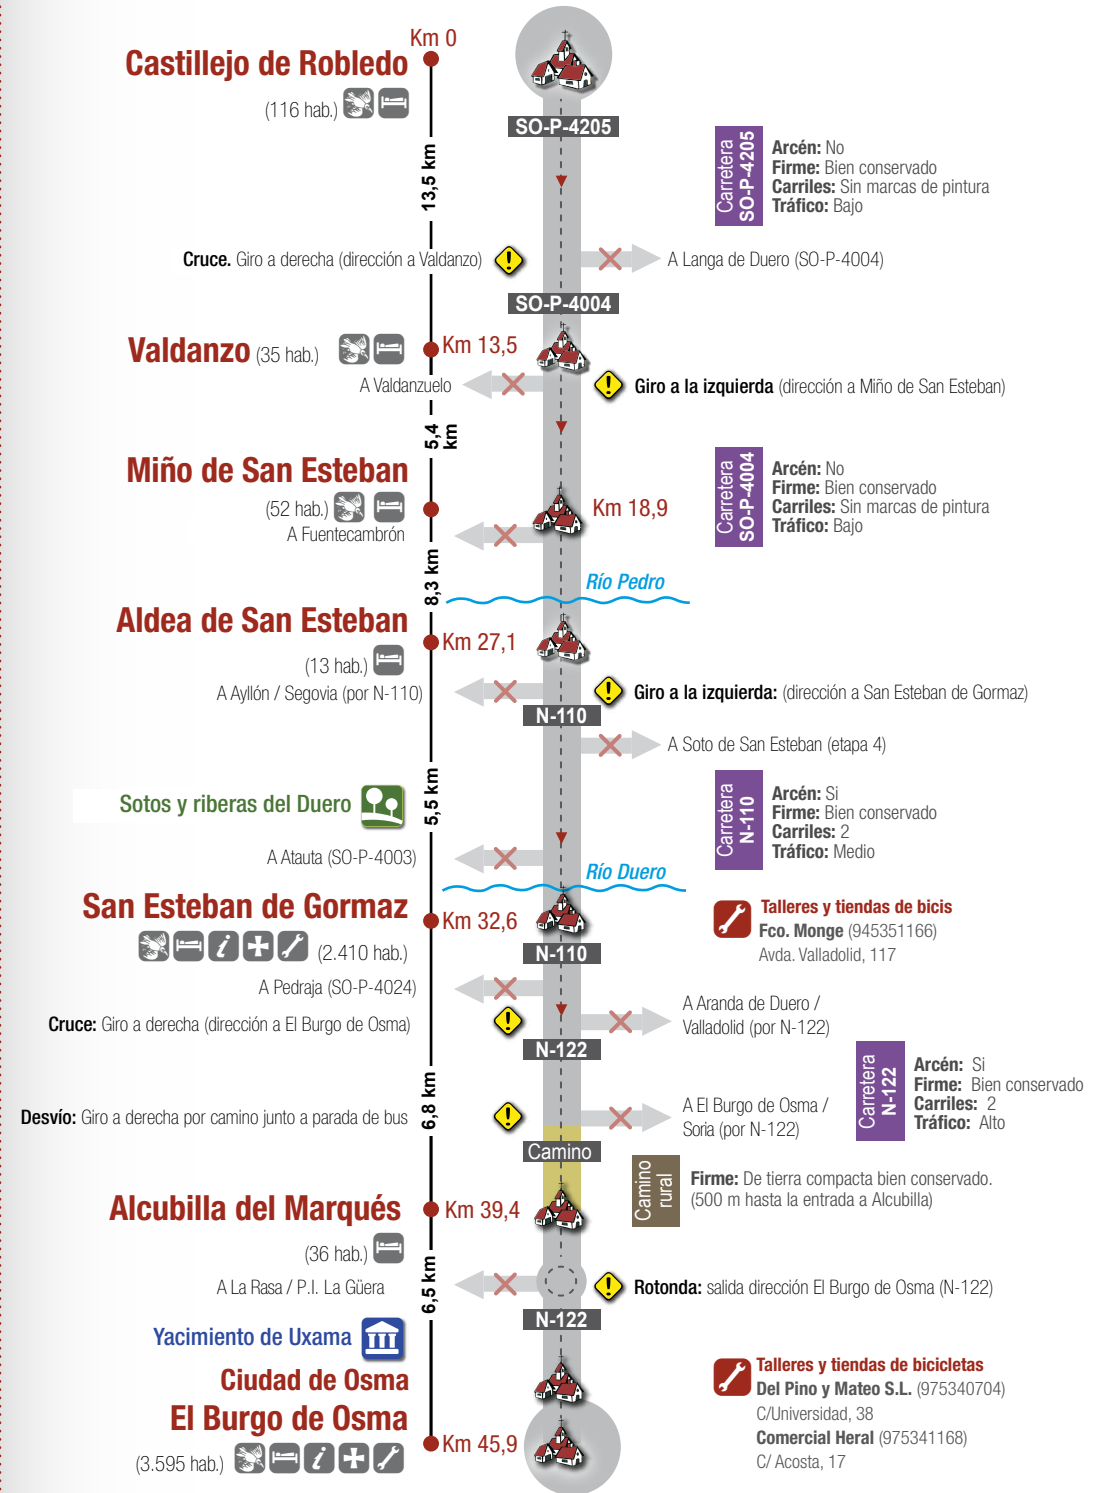 Km 0
Castillejo de Robledo
(116 hab.)
SO-P-4205
13,5 km
Carretera
SO-P-4205
Arcén: No
Firme: Bien conservado
Carriles: Sin marcas de pintura
Tráfico: Bajo
Cruce. Giro a derecha (dirección a Valdanzo)
A Langa de Duero (SO-P-4004)
SO-P-4004
Valdanzo (35 hab.)
Km 13,5
A Valdanzuelo
Giro a la izquierda (dirección a Miño de San Esteban)
5,4
km
Miño de San Esteban
(52 hab.)
Km 18,9
A Fuentecambrón
Carretera
SO-P-4004
Arcén: No
Firme: Bien conservado
Carriles: Sin marcas de pintura
Tráfico: Bajo
8,3 km
Río Pedro
Aldea de San Esteban
Km 27,1
(13 hab.)
A Ayllón / Segovia (por N-110)
Giro a la izquierda: (dirección a San Esteban de Gormaz)
N-110
A Soto de San Esteban (etapa 4)
5,5 km
Sotos y riberas del Duero
Carretera
N-110
Arcén: Si
Firme: Bien conservado
Carriles: 2
Tráfico: Medio
A Atauta (SO-P-4003)
Río Duero
San Esteban de Gormaz
Km 32,6
(2.410 hab.)
N-110
Talleres y tiendas de bicis
Fco. Monge (945351166)
Avda. Valladolid, 117
A Pedraja (SO-P-4024)
Cruce: Giro a derecha (dirección a El Burgo de Osma)
A Aranda de Duero /
Valladolid (por N-122)
N-122
6,8 km
Carretera
N-122
Arcén: Si
Firme: Bien conservado
Carriles: 2
Tráfico: Alto
Desvío: Giro a derecha por camino junto a parada de bus
A El Burgo de Osma /
Soria (por N-122)
Camino
Camino
rural
Firme: De tierra compacta bien conservado.
(500 m hasta la entrada a Alcubilla)
Alcubilla del Marqués
Km 39,4
(36 hab.)
6,5 km
A La Rasa / P.I. La Güera
Rotonda: salida dirección El Burgo de Osma (N-122)
N-122
Yacimiento de Uxama
Ciudad de Osma
El Burgo de Osma
Km 45,9
(3.595 hab.)
Talleres y tiendas de bicicletas
Del Pino y Mateo S.L. (975340704)
C/Universidad, 38
Comercial Heral (975341168)
C/ Acosta, 17